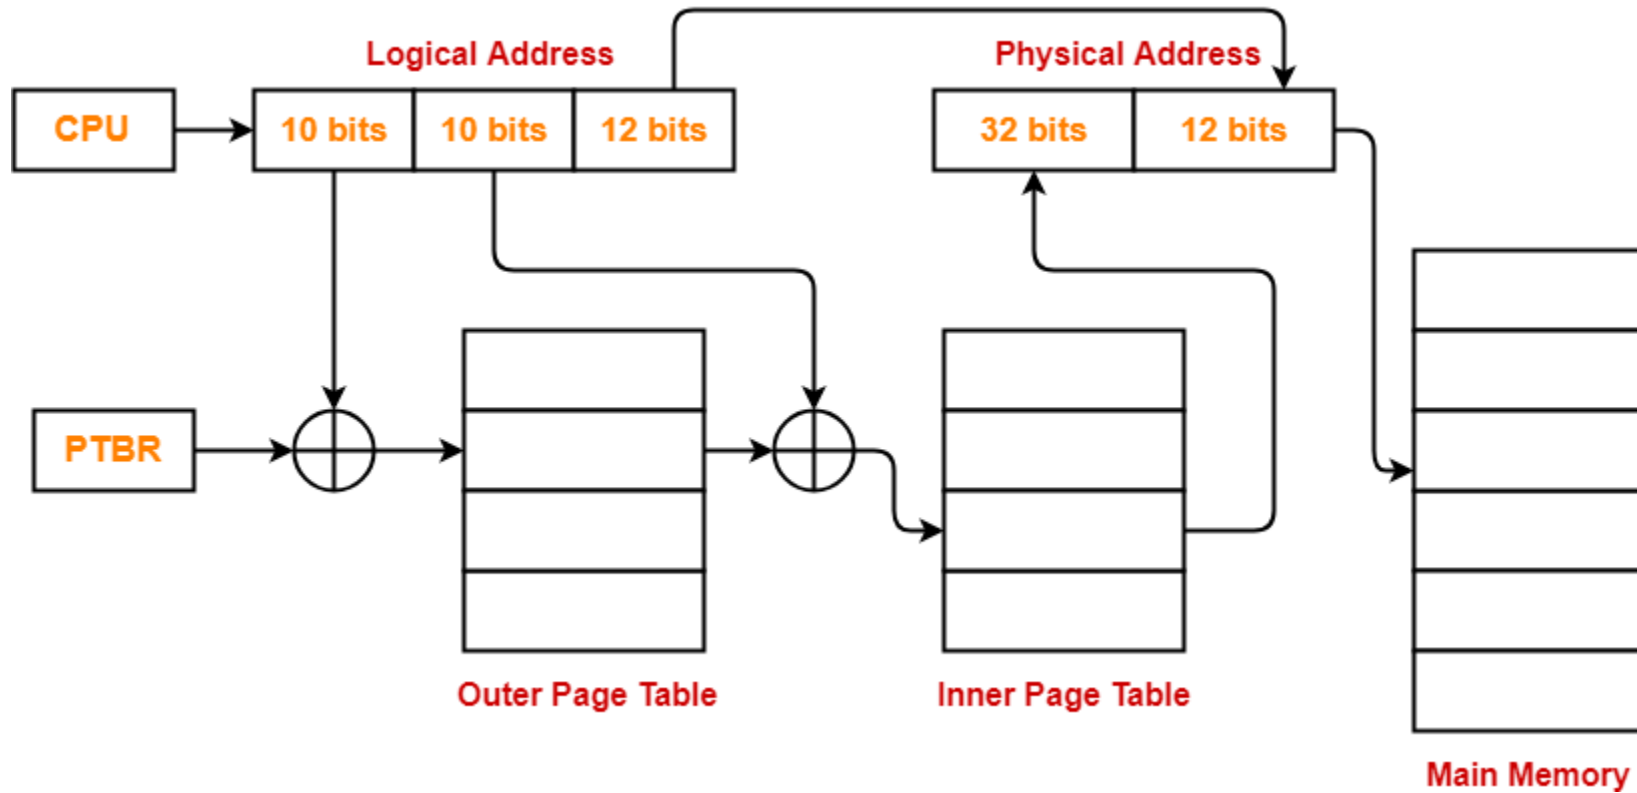 Logical Address
Physical Address
CPU
10 bits
10 bits
12 bits
32 bits
12 bits
PTBR
Outer Page Table
Inner Page Table
Main Memory